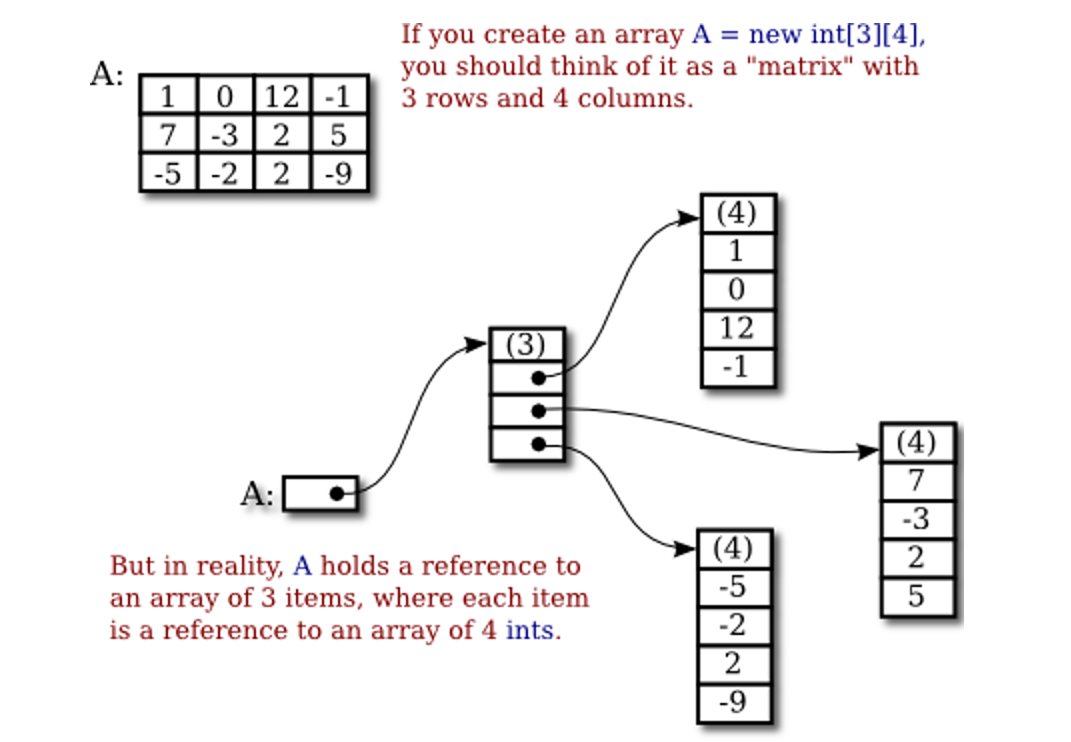 If you create an array A = new int[3][4],
you should think of it as a "matrix" with
3 rows and 4 columns.
A:
1 0 12 -1
7 -3 2 5
-5 -2 2 -9
(4)
1
0
12
-1
(3)
A:
(4)
7
-3
2
5
(4)
-5
-2
2
-9
But in reality, A holds a reference to
an array of 3 items, where each item
is a reference to an array of 4 ints.